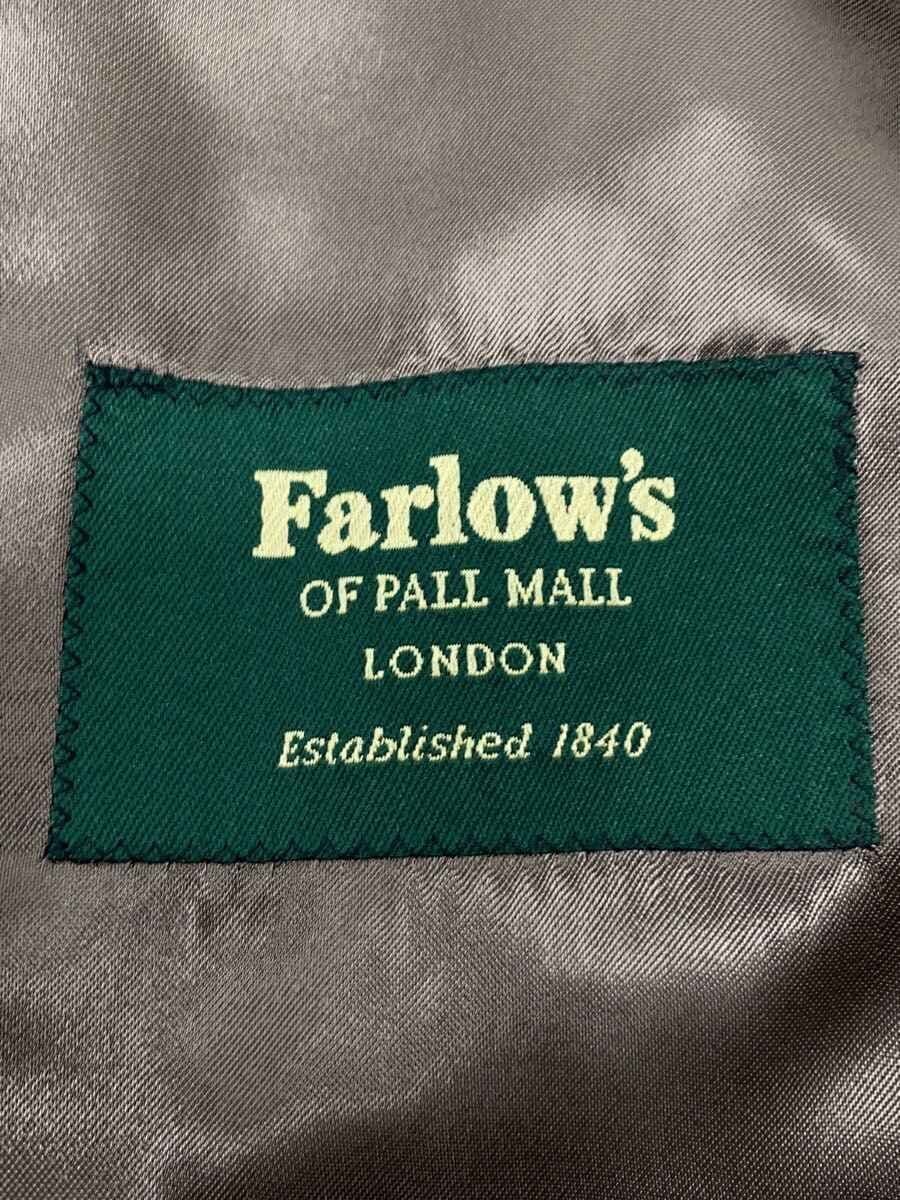 Farlow's
OF PALL MALL
LONDON
Established 1840